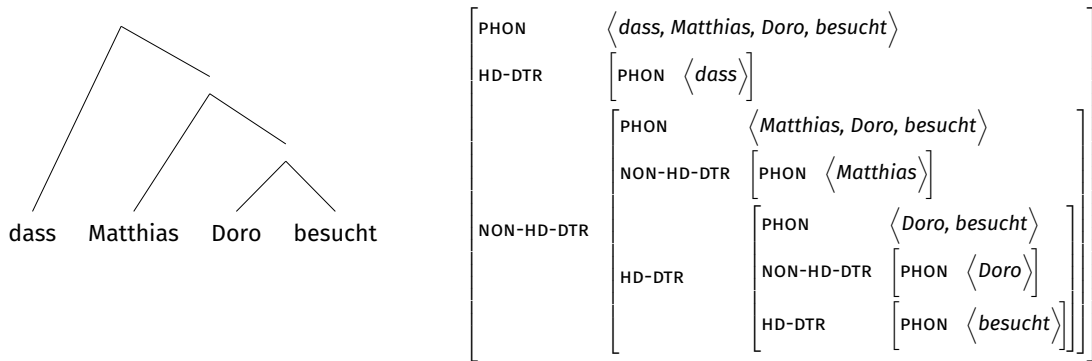 dass Matthias Doro besucht
PHON ⟨dass, Matthias, Doro, besucht⟩
HD-DTR [PHON ⟨dass⟩]
PHON ⟨Matthias, Doro, besucht⟩
NON-HD-DTR [PHON ⟨Matthias⟩]
NON-HD-DTR
PHON ⟨Doro, besucht⟩
HD-DTR
NON-HD-DTR [PHON ⟨Doro⟩]
HD-DTR [PHON ⟨besucht⟩]